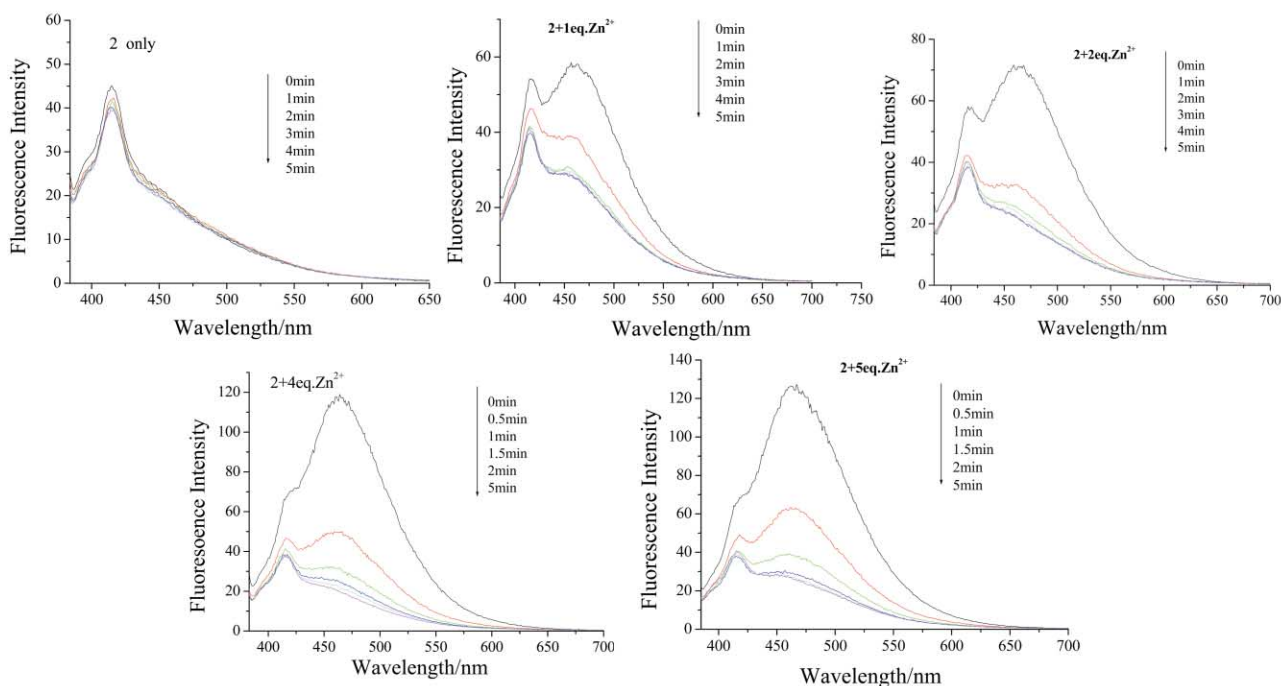 2 only
0min
1min
2min
3min
4min
5min
60
50
40
30
20
10
0
400 450 500 550 600 650
Fluorescence Intensity
Wavelength/nm
2+1eq.Zn²⁺
0min
1min
2min
3min
4min
5min
60
40
20
0
400 450 500 550 600 650 700 750
Fluorescence Intensity
Wavelength/nm
2+2eq.Zn²⁺
0min
1min
2min
3min
4min
5min
80
60
40
20
0
400 450 500 550 600 650 700
Fluorescence Intensity
Wavelength/nm
2+4eq.Zn²⁺
0min
0.5min
1min
1.5min
2min
5min
120
100
80
60
40
20
0
400 450 500 550 600 650 700
Fluoresoence Intensity
Wavelength/nm
2+5eq.Zn²⁺
0min
0.5min
1min
1.5min
2min
5min
140
120
100
80
60
40
20
0
400 450 500 550 600 650 700
Fluorescence Intensity
Wavelength/nm